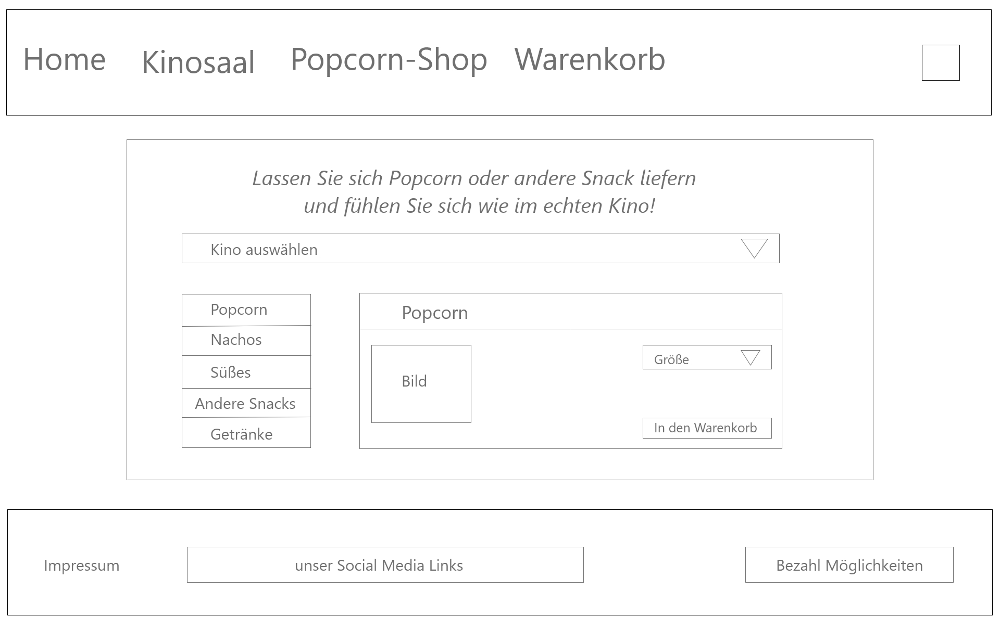 Home Kinosaal Popcorn-Shop Warenkorb
Lassen Sie sich Popcorn oder andere Snack liefern
und fühlen Sie sich wie im echten Kino!
Kino auswählen
Popcorn
Nachos
Süßes
Andere Snacks
Getränke
Popcorn
Bild
Größe
In den Warenkorb
Impressum
unser Social Media Links
Bezahl Möglichkeiten